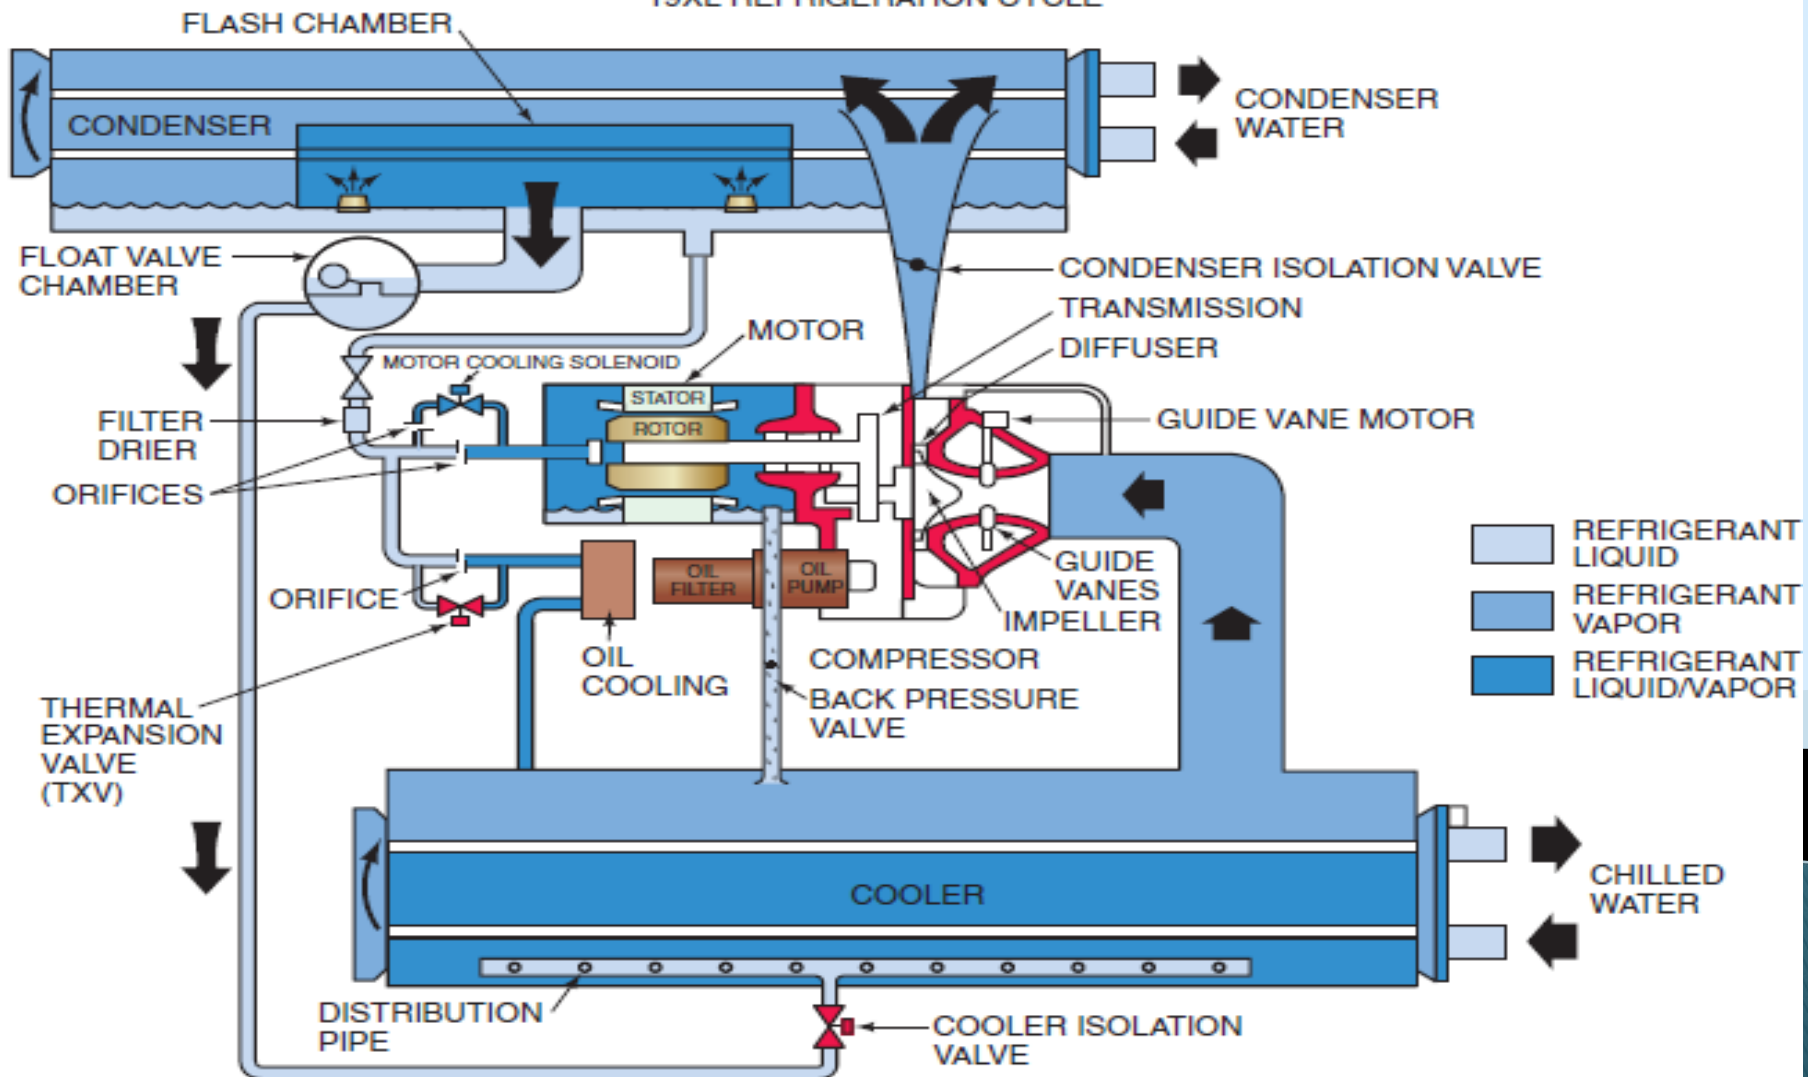 19XL REFRIGERATION CYCLE
FLASH CHAMBER
CONDENSER
CONDENSER
WATER
FLOAT VALVE
CHAMBER
CONDENSER ISOLATION VALVE
TRANSMISSION
MOTOR
DIFFUSER
MOTOR COOLING SOLENOID
STATOR
ROTOR
GUIDE VANE MOTOR
FILTER
DRIER
ORIFICES
REFRIGERANT
LIQUID
REFRIGERANT
VAPOR
REFRIGERANT
LIQUID/VAPOR
OIL
FILTER
OIL
PUMP
GUIDE
VANES
IMPELLER
ORIFICE
OIL
COOLING
COMPRESSOR
BACK PRESSURE
VALVE
THERMAL
EXPANSION
VALVE
(TXV)
COOLER
CHILLED
WATER
DISTRIBUTION
PIPE
COOLER ISOLATION
VALVE